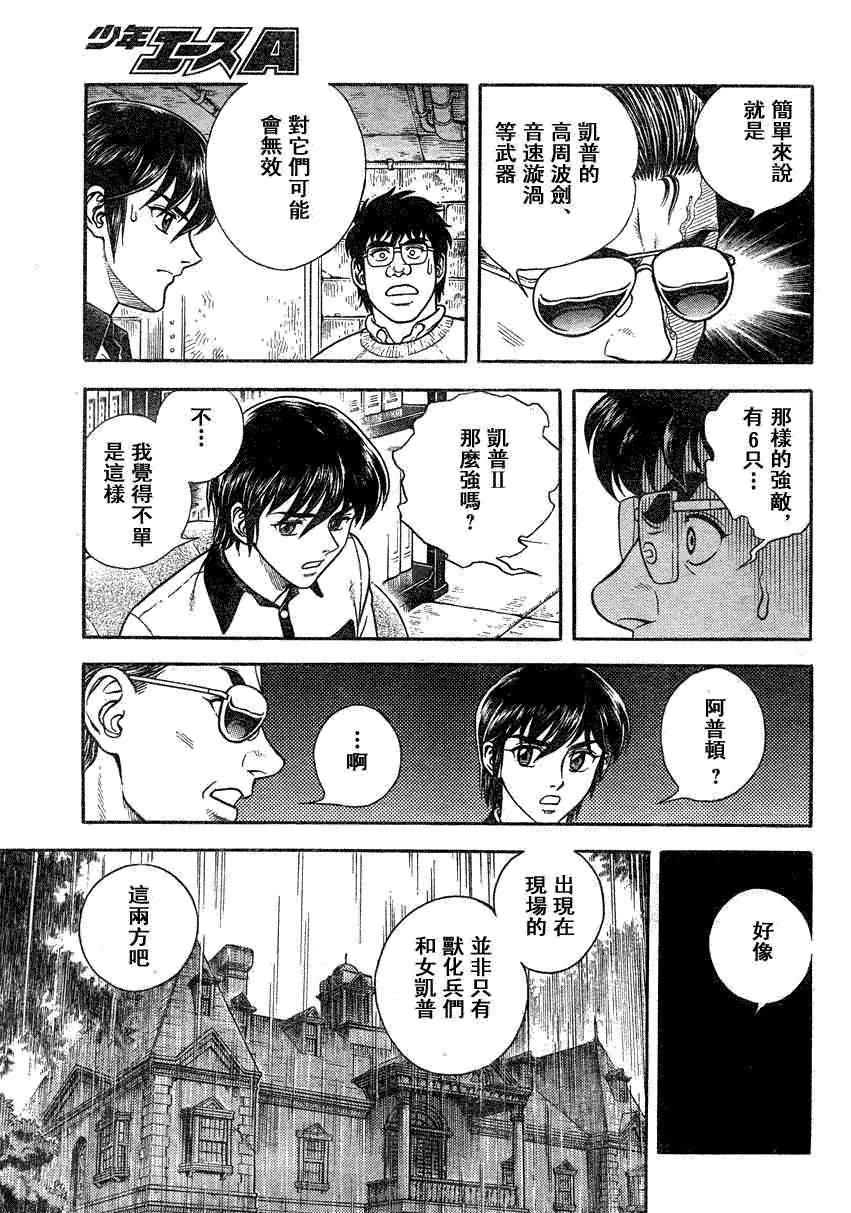 少年エースA
簡單來說
就是
凱普的
高周波劍、
音速漩渦
等武器
對它們可能
會無效
那樣的強敵,
有6只…
凱普II
那麼強嗎?
不…
我覺得不單
是這樣
阿普頓?
…啊
好像
出現在
現場的
並非只有
獸化兵們
和女凱普
這兩方吧